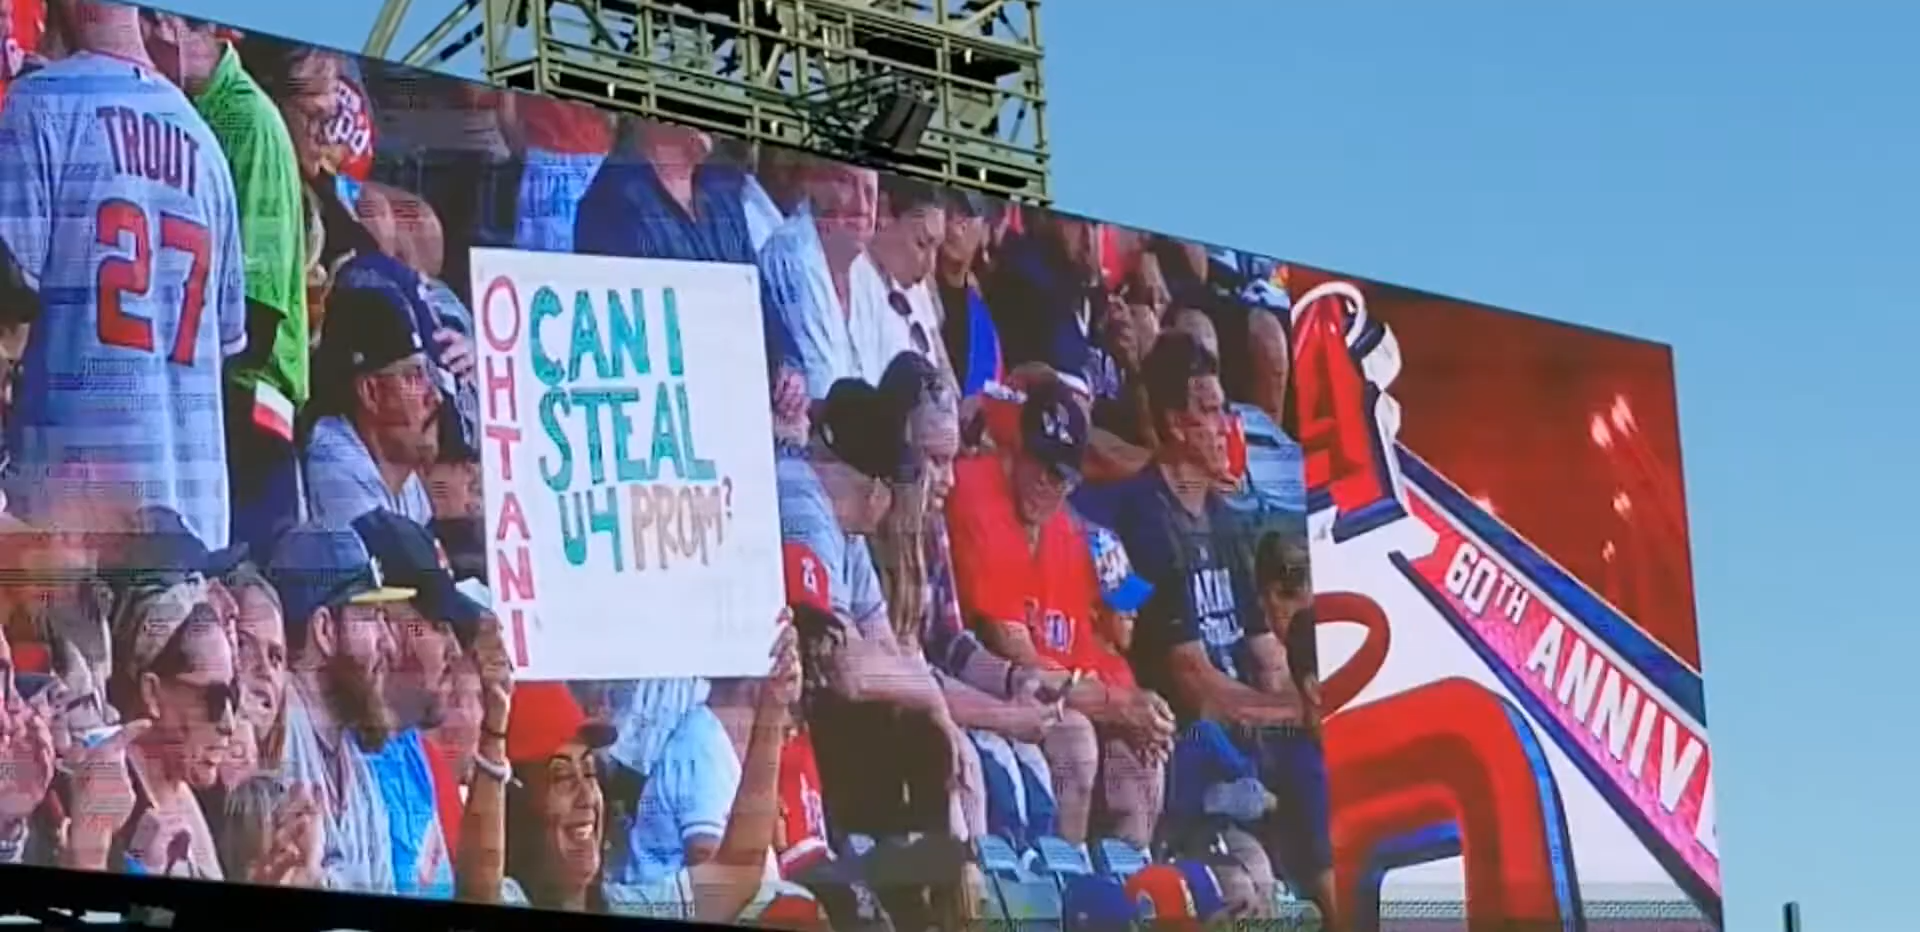 TROUT
27
OHTANI
CAN I
STEAL
U4 PROM?
60TH ANNIV